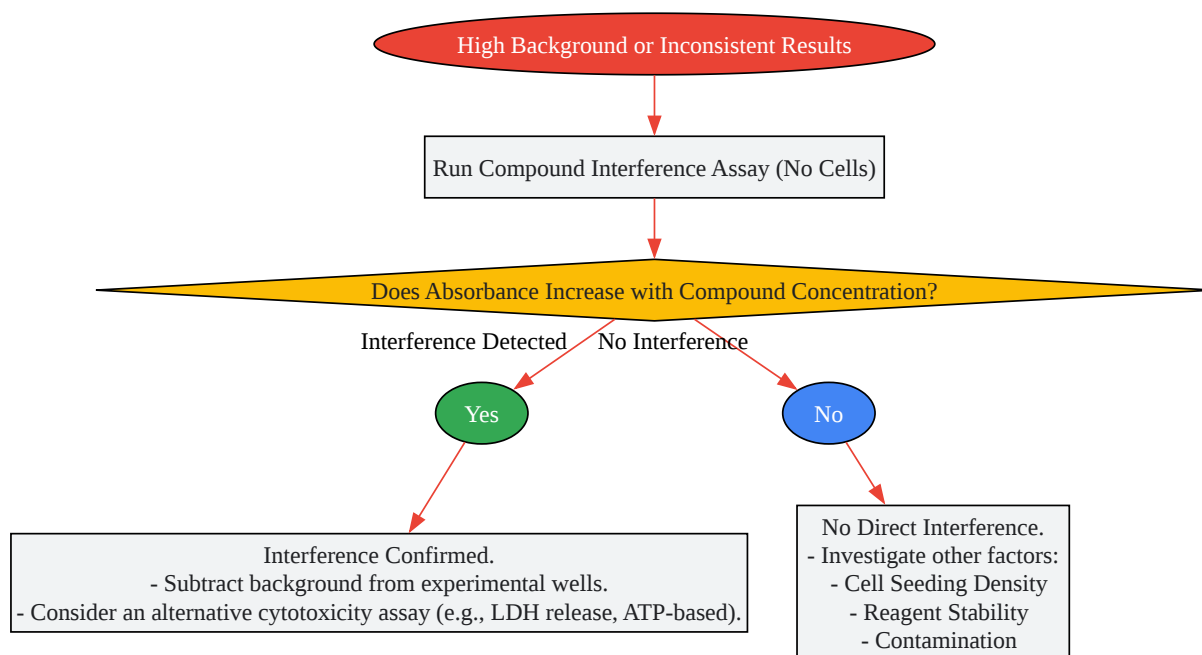 High Background or Inconsistent Results
Run Compound Interference Assay (No Cells)
Does Absorbance Increase with Compound Concentration?
Interference Detected
No Interference
Yes
No
Interference Confirmed.
- Subtract background from experimental wells.
- Consider an alternative cytotoxicity assay (e.g., LDH release, ATP-based).
No Direct Interference.
- Investigate other factors:
- Cell Seeding Density
- Reagent Stability
- Contamination